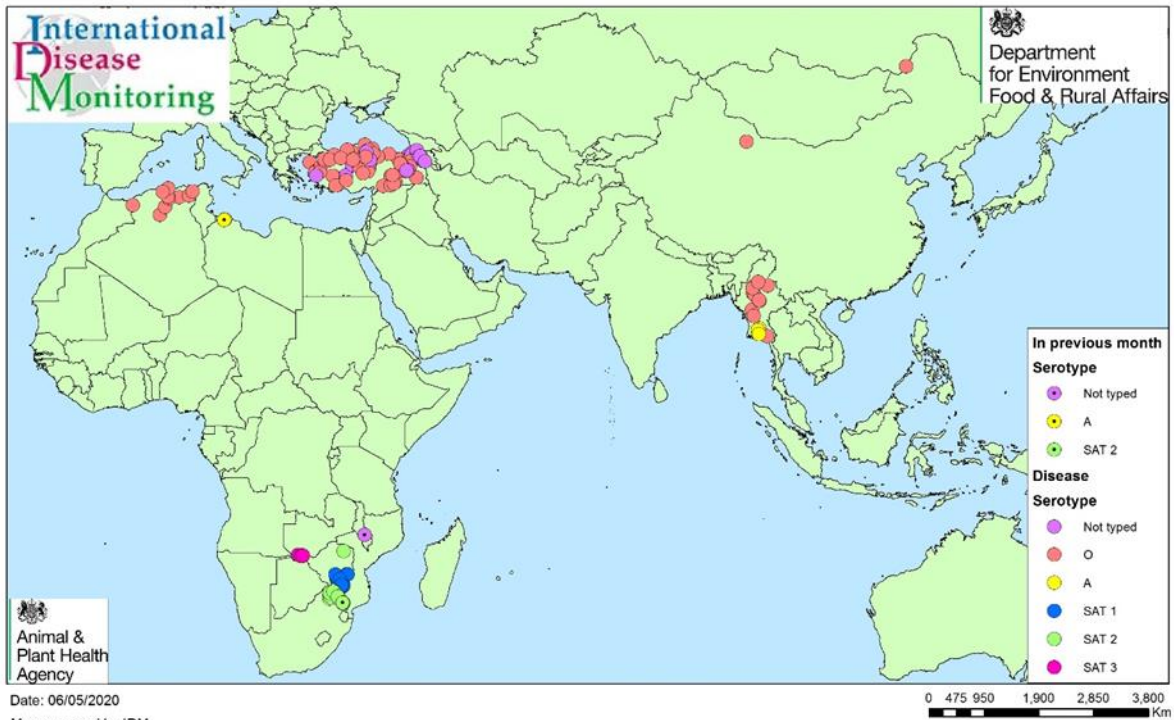 International
Disease
Monitoring
Department
for Environment
Food & Rural Affairs
In previous month
Serotype
Not typed
A
SAT 2
Disease
Serotype
Not typed
O
A
SAT 1
SAT 2
SAT 3
Animal &
Plant Health
Agency
Date: 06/05/2020
0 475 950 1,900 2,850 3,800
Km